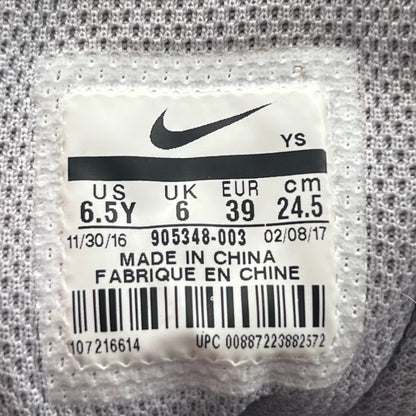 YS
US UK EUR cm
6.5Y 6 39 24.5
11/30/16 905348-003 02/08/17
MADE IN CHINA
FABRIQUE EN CHINE
107216614 UPC 00887223882572